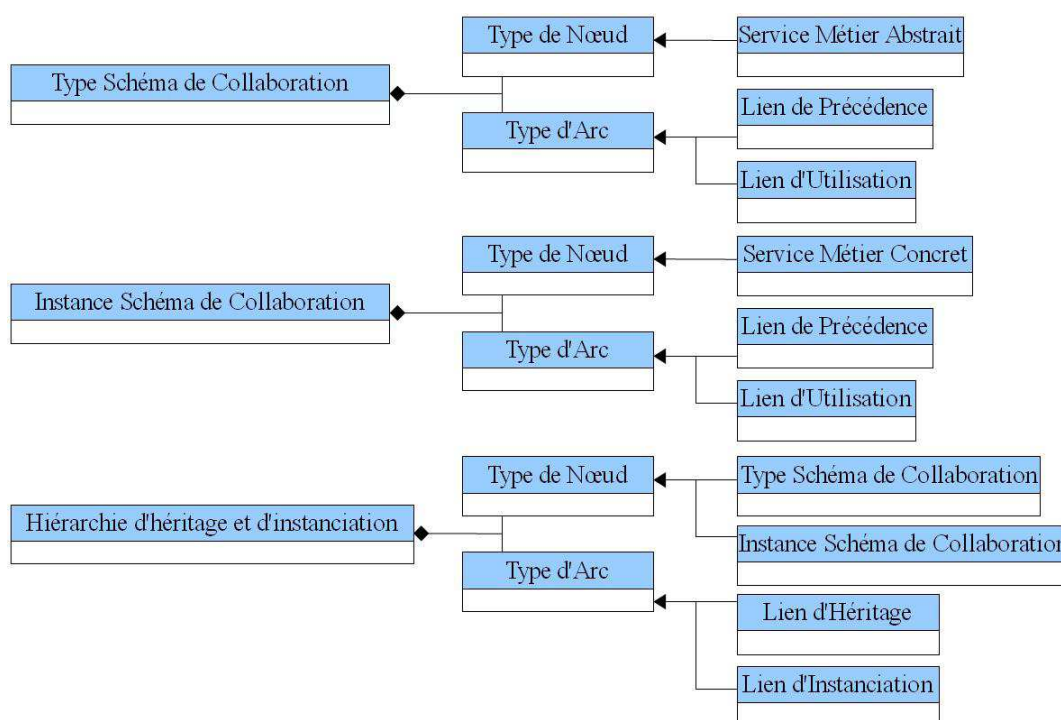 Type de Nœud
Service Métier Abstrait
Type Schéma de Collaboration
Type d'Arc
Lien de Précédence
Lien d'Utilisation
Type de Nœud
Service Métier Concret
Instance Schéma de Collaboration
Type d'Arc
Lien de Précédence
Lien d'Utilisation
Type de Nœud
Type Schéma de Collaboration
Hiérarchie d'héritage et d'instanciation
Instance Schéma de Collaboration
Type d'Arc
Lien d'Héritage
Lien d'Instanciation